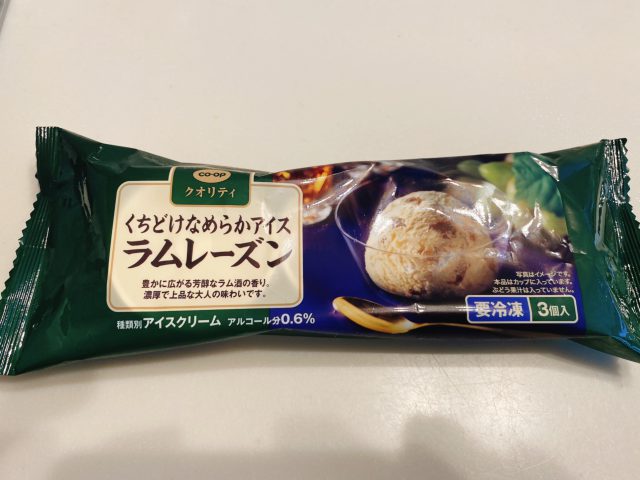 CO・OP
クオリティ
くちどけなめらかアイス
ラムレーズン
豊かに広がる芳醇なラム酒の香り。
濃厚で上品な大人の味わいです。
種類別アイスクリーム アルコール分0.6%
写真はイメージです。
本品はカップに入っています。
ぶどう果汁は入っていません。
要冷凍 3個入